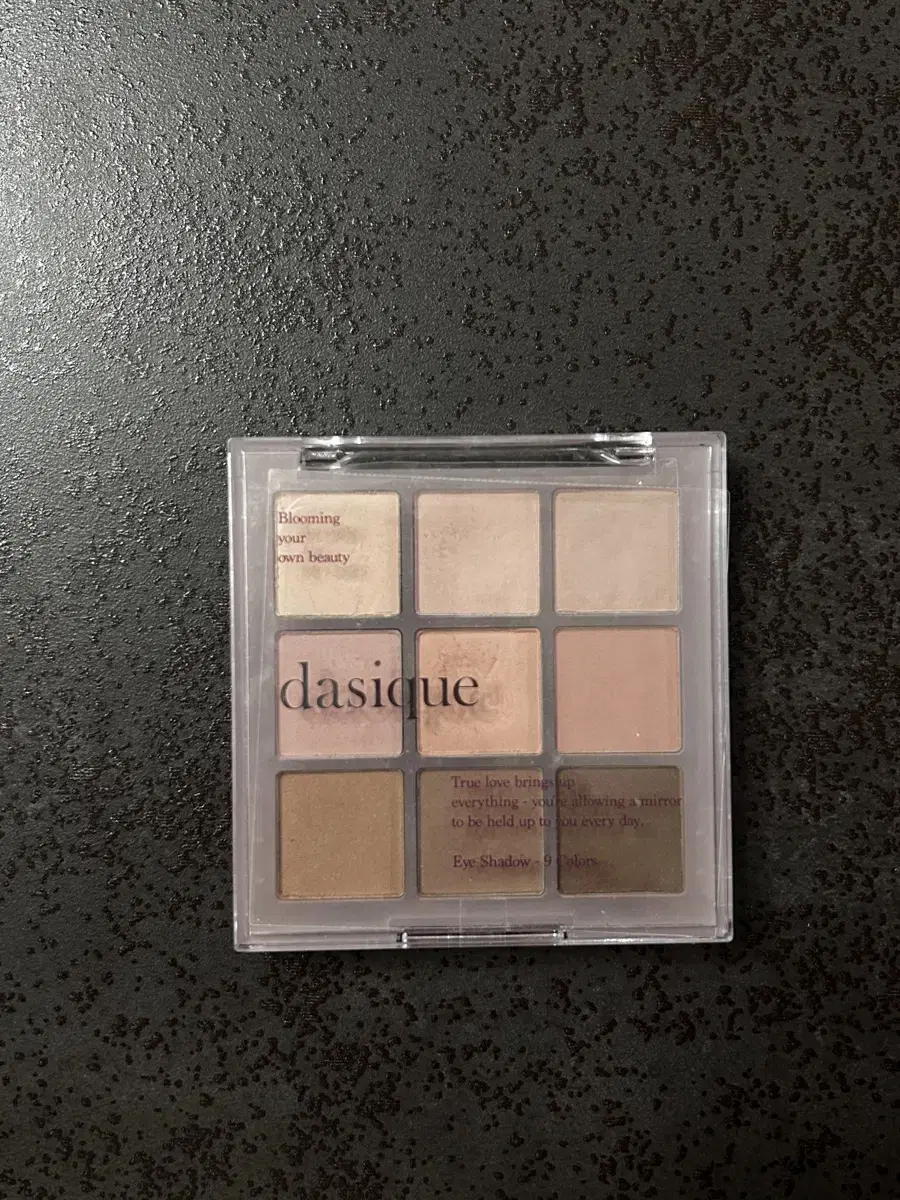 Blooming
your
own beauty
dasique
True love brings up
everything - you're allowing a mirror
to be held up to you every day.
Eye Shadow - 9 Colors